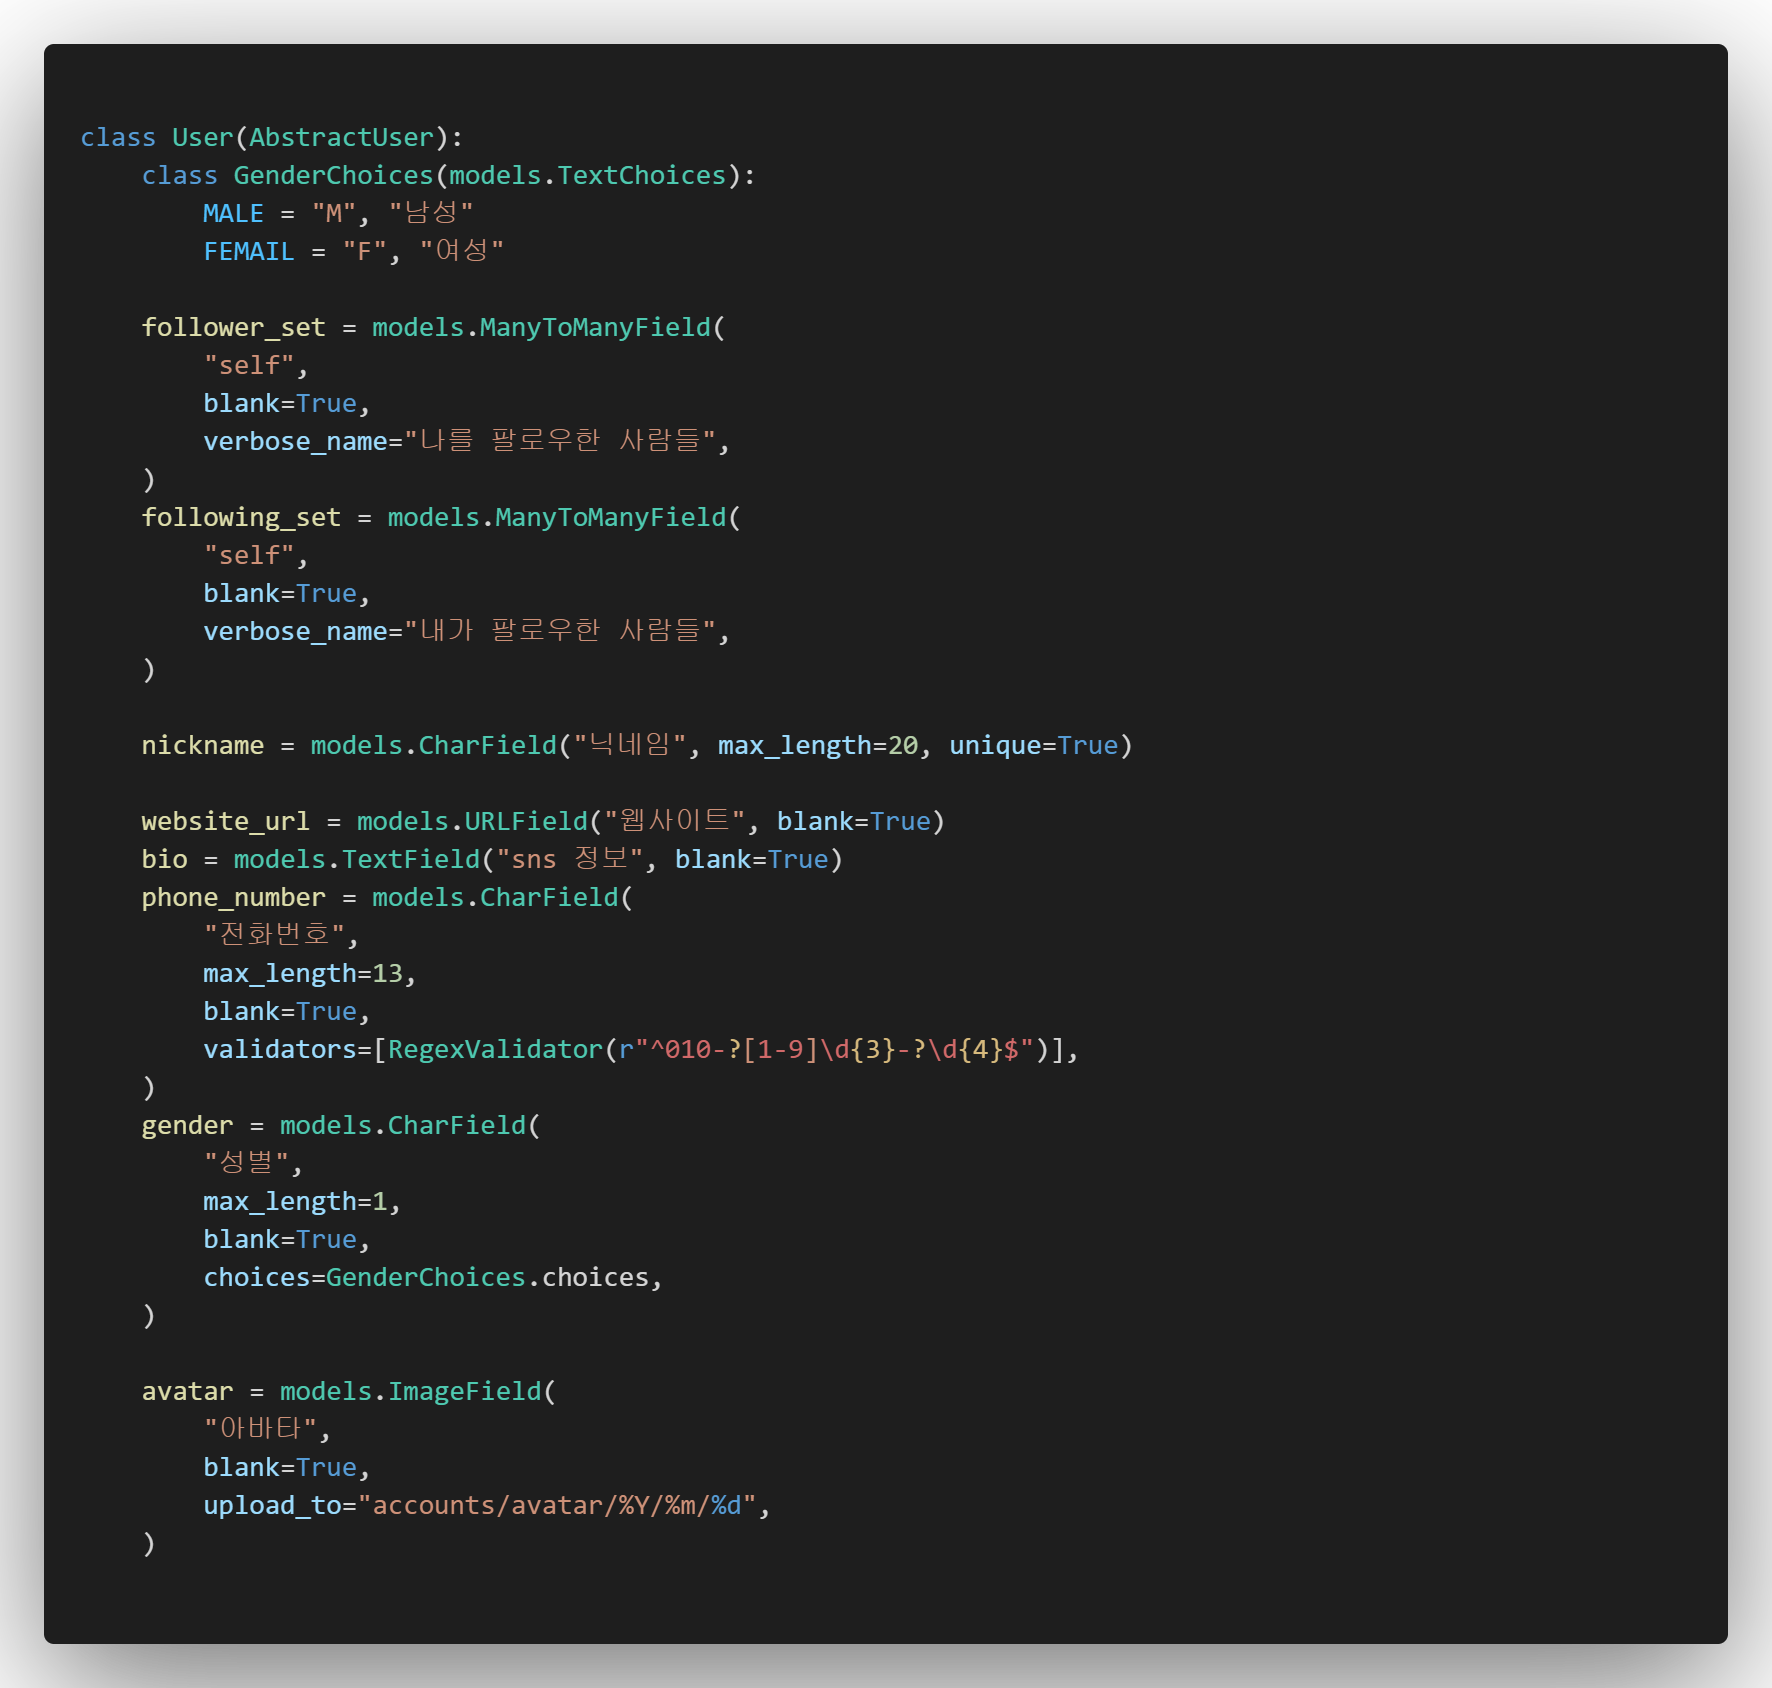 class User(AbstractUser):
    class GenderChoices(models.TextChoices):
        MALE = "M", "남성"
        FEMAIL = "F", "여성"

    follower_set = models.ManyToManyField(
        "self",
        blank=True,
        verbose_name="나를 팔로우한 사람들",
    )
    following_set = models.ManyToManyField(
        "self",
        blank=True,
        verbose_name="내가 팔로우한 사람들",
    )

    nickname = models.CharField("닉네임", max_length=20, unique=True)

    website_url = models.URLField("웹사이트", blank=True)
    bio = models.TextField("sns 정보", blank=True)
    phone_number = models.CharField(
        "전화번호",
        max_length=13,
        blank=True,
        validators=[RegexValidator(r"^010-?[1-9]\d{3}-?\d{4}$")],
    )
    gender = models.CharField(
        "성별",
        max_length=1,
        blank=True,
        choices=GenderChoices.choices,
    )

    avatar = models.ImageField(
        "아바타",
        blank=True,
        upload_to="accounts/avatar/%Y/%m/%d",
    )